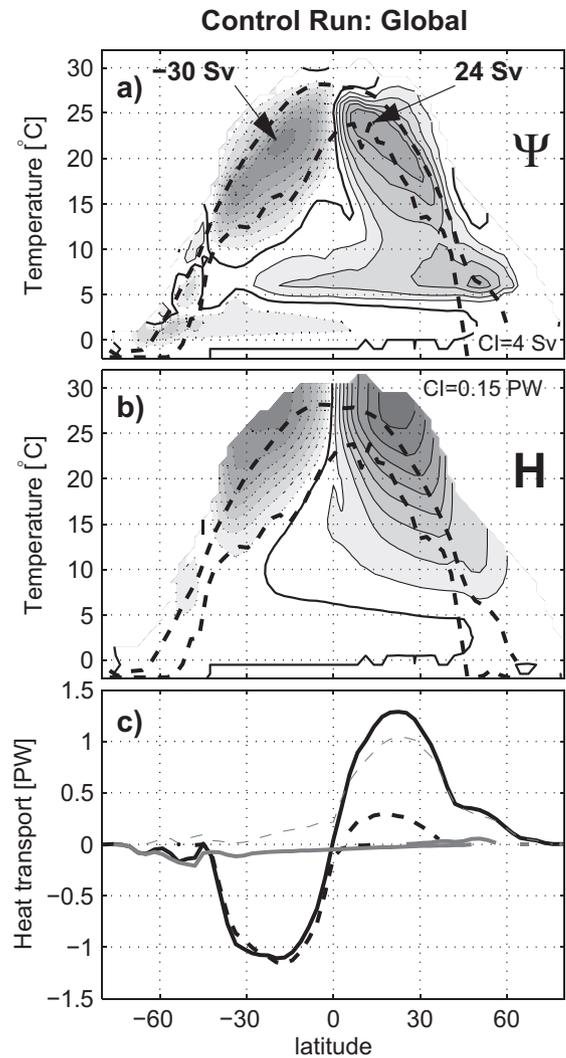 Control Run: Global
a)
−30 Sv
24 Sv
Ψ
Temperature [°C]
30
25
20
15
10
5
0
CI=4 Sv
b)
CI=0.15 PW
H
Temperature [°C]
30
25
20
15
10
5
0
c)
Heat transport [PW]
1.5
1
0.5
0
−0.5
−1
−1.5
−60 −30 0 30 60
latitude